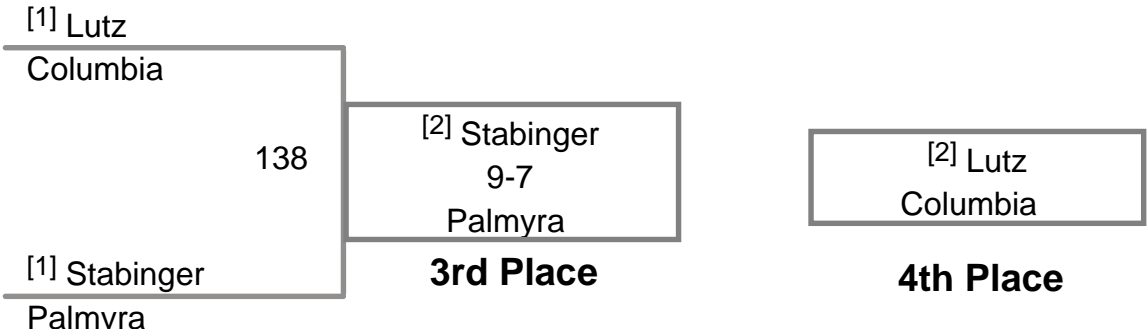 [1] Lutz
Columbia
138
[1] Stabinger
Palmyra
[2] Stabinger
9-7
Palmyra
3rd Place
[2] Lutz
Columbia
4th Place